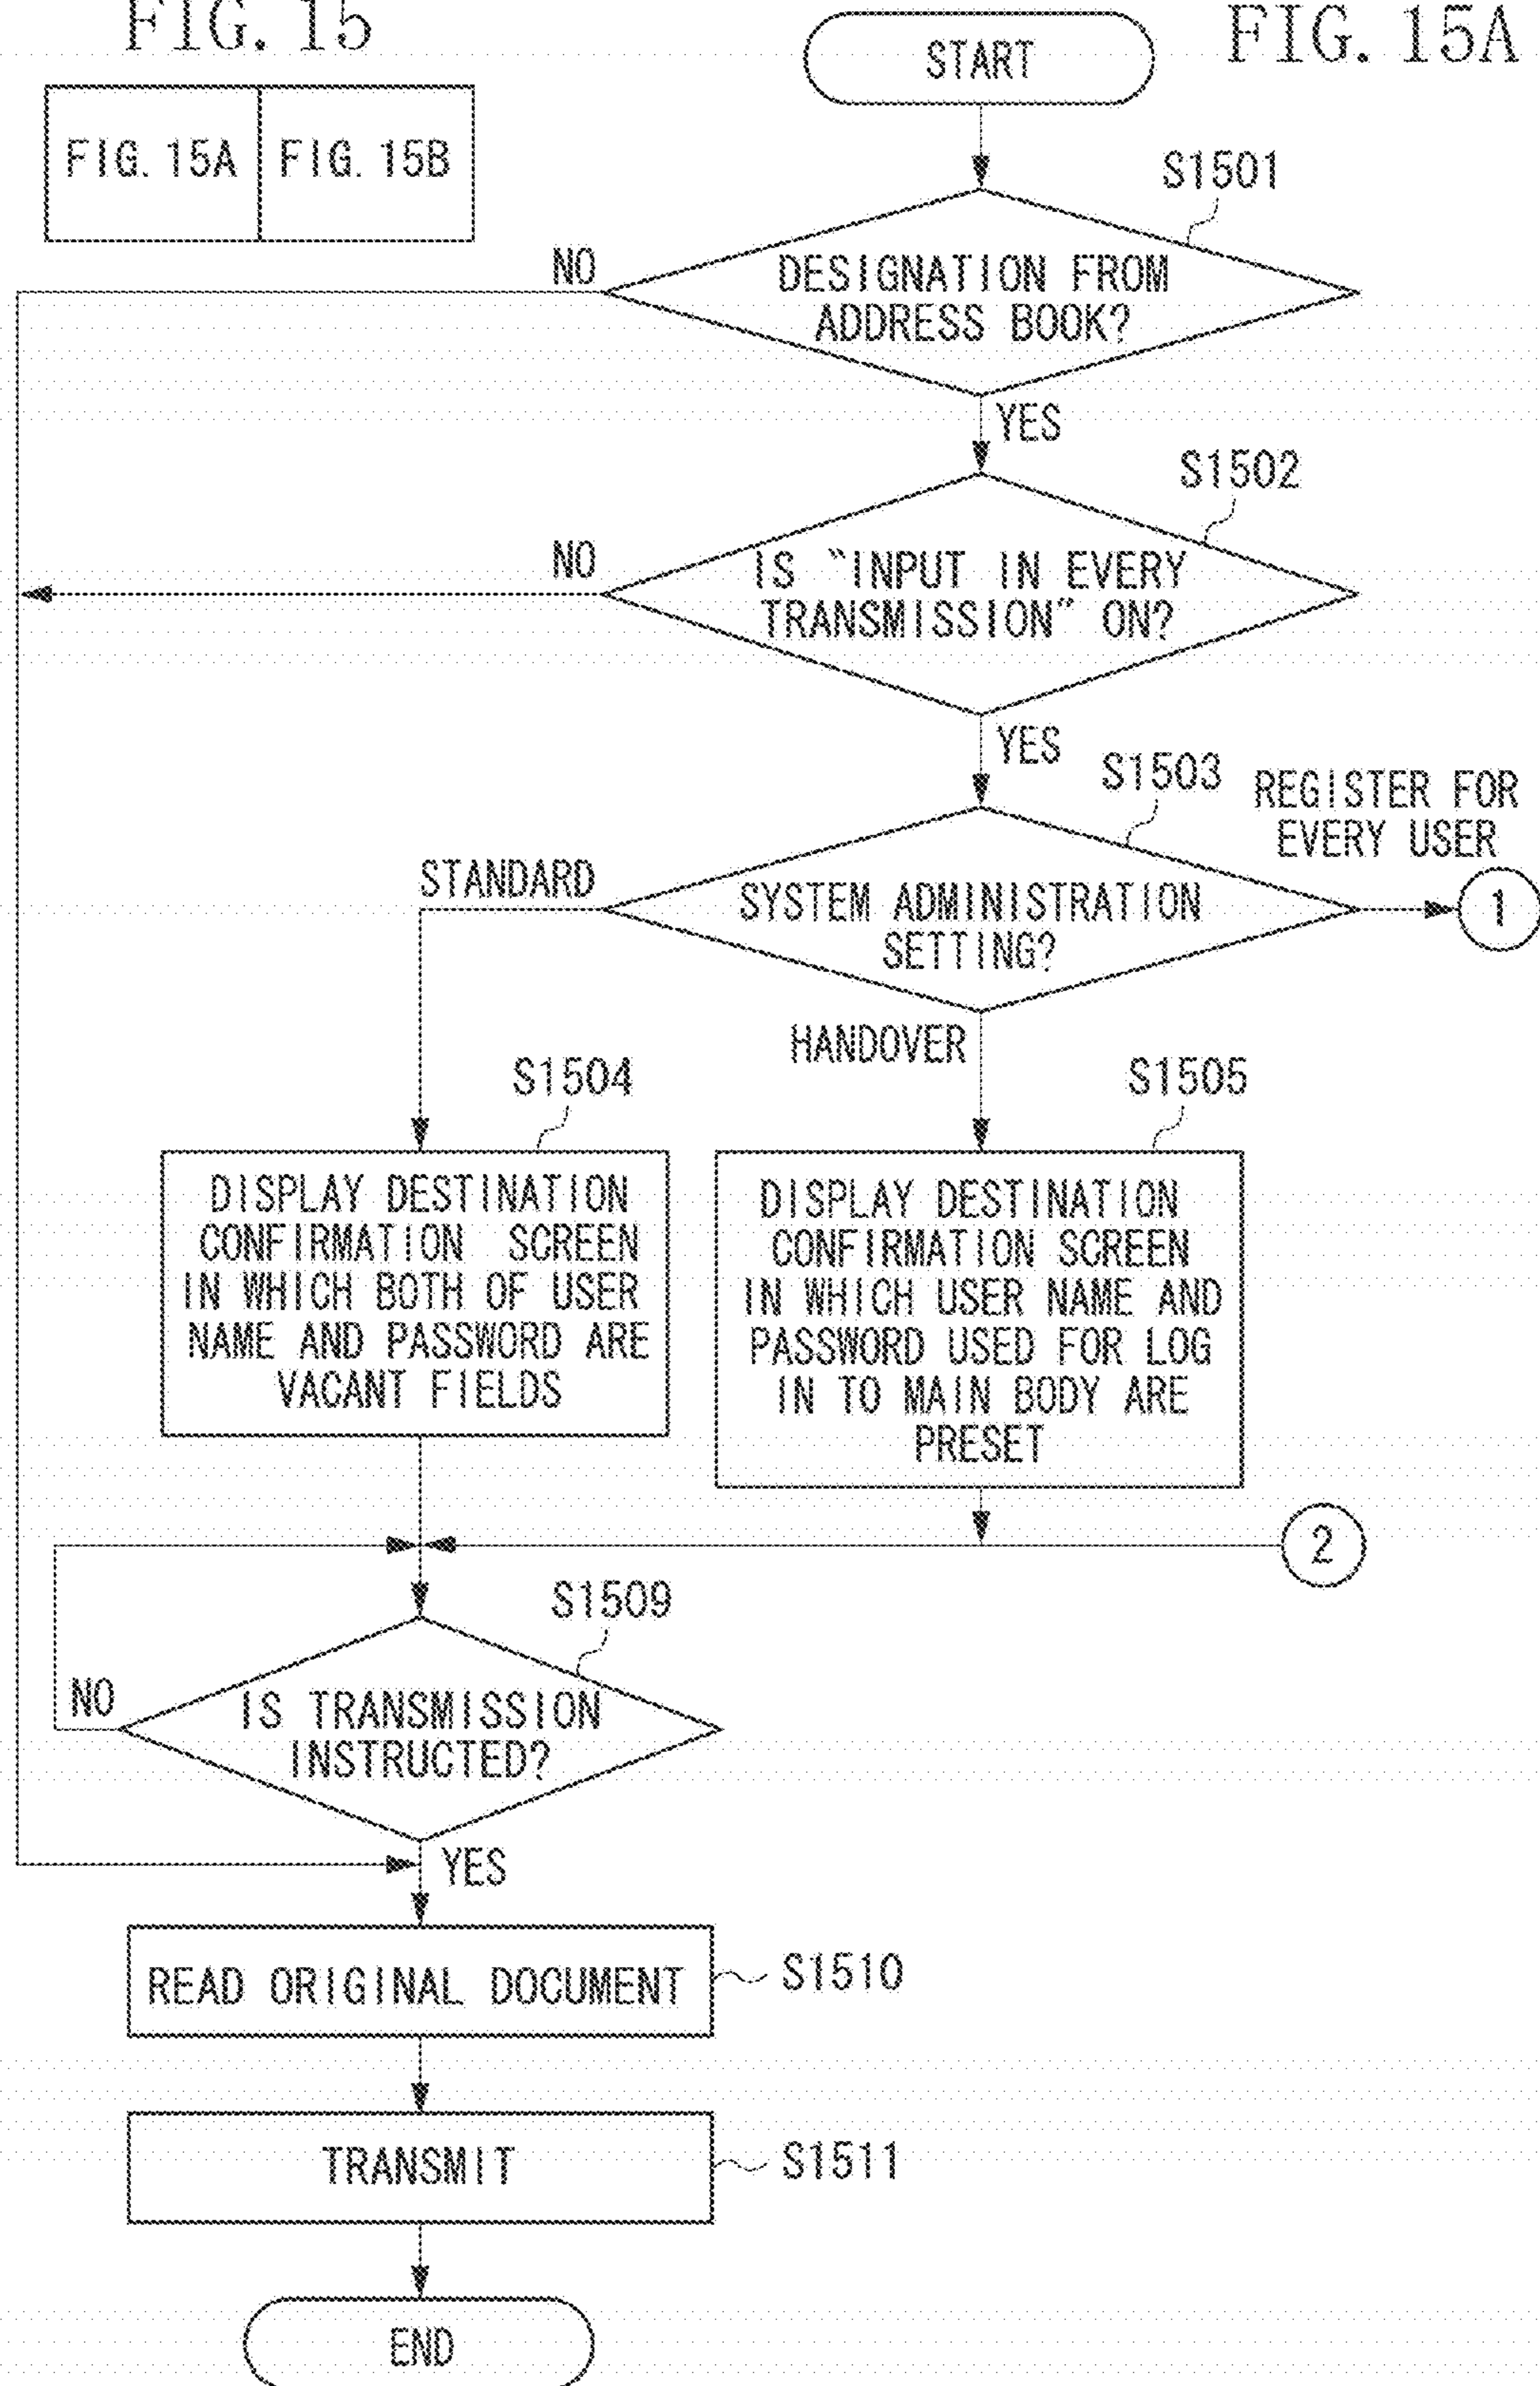 FIG. 15
FIG. 15A
FIG. 15A
FIG. 15B
START
S1501
DESIGNATION FROM
ADDRESS BOOK?
NO
YES
S1502
IS "INPUT IN EVERY
TRANSMISSION" ON?
NO
YES
S1503
REGISTER FOR
EVERY USER
STANDARD
SYSTEM ADMINISTRATION
SETTING?
1
HANDOVER
S1504
DISPLAY DESTINATION
CONFIRMATION SCREEN
IN WHICH BOTH OF USER
NAME AND PASSWORD ARE
VACANT FIELDS
S1505
DISPLAY DESTINATION
CONFIRMATION SCREEN
IN WHICH USER NAME AND
PASSWORD USED FOR LOG
IN TO MAIN BODY ARE
PRESET
2
S1509
NO
IS TRANSMISSION
INSTRUCTED?
YES
READ ORIGINAL DOCUMENT
S1510
TRANSMIT
S1511
END